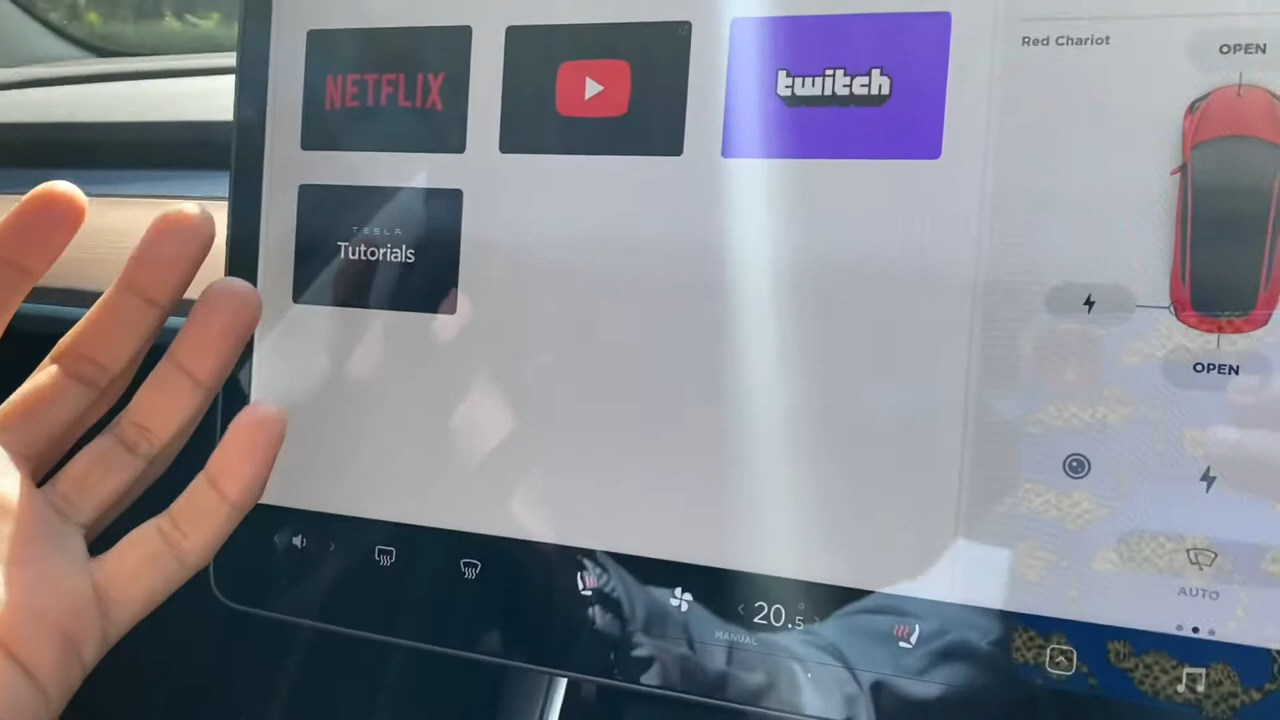 NETFLIX
twitch
TESLA
Tutorials
Red Chariot
OPEN
OPEN
AUTO
20.5°
MANUAL